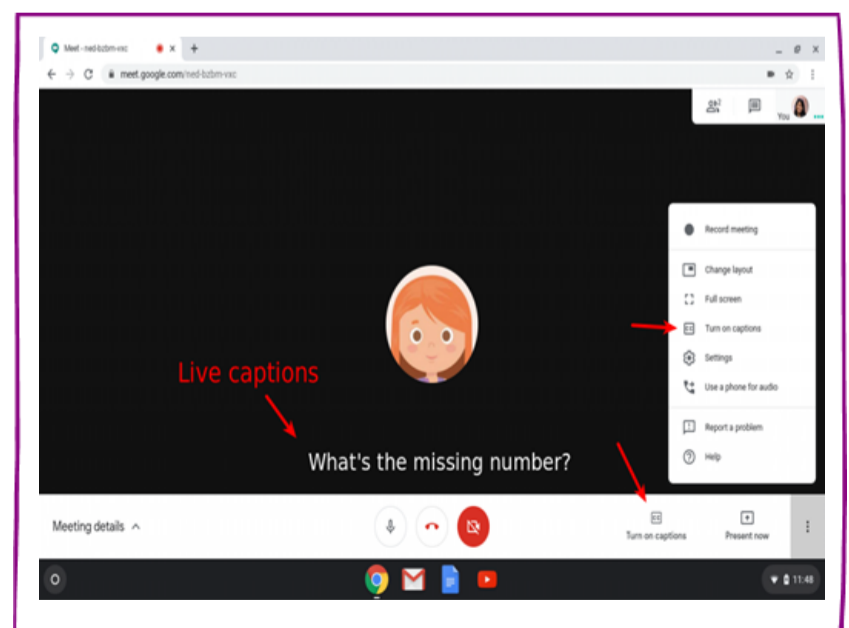 Meet - ned-bzbm-vxc
meet.google.com/ned-bzbm-vxc
You
Record meeting
Change layout
Full screen
Turn on captions
Settings
Use a phone for audio
Report a problem
Help
Live captions
What's the missing number?
Meeting details
Turn on captions
Present now
11:48